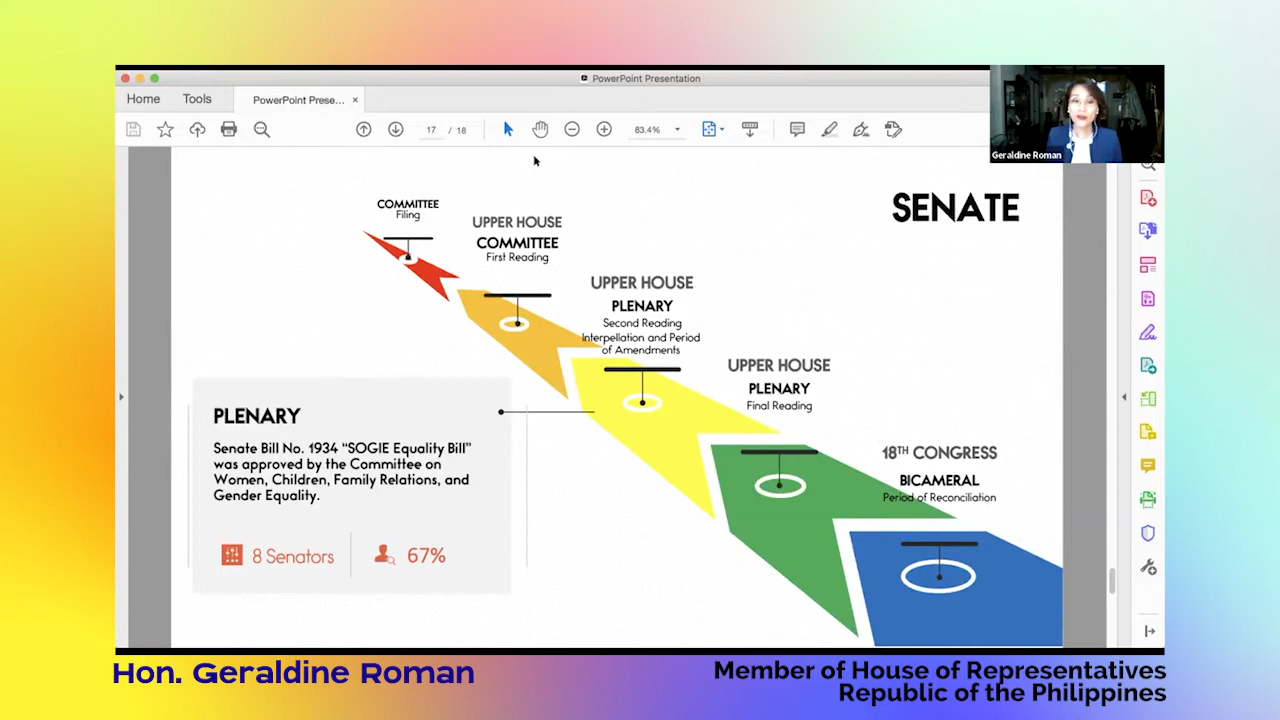 PowerPoint Presentation
Home
Tools
PowerPoint Prese...
17 / 18
83.4%
Geraldine Roman
SENATE
COMMITTEE
Filing
UPPER HOUSE
COMMITTEE
First Reading
UPPER HOUSE
PLENARY
Second Reading
Interpellation and Period
of Amendments
UPPER HOUSE
PLENARY
Final Reading
18TH CONGRESS
BICAMERAL
Period of Reconciliation
PLENARY
Senate Bill No. 1934 “SOGIE Equality Bill”
was approved by the Committee on
Women, Children, Family Relations, and
Gender Equality.
8 Senators
67%
Hon. Geraldine Roman
Member of House of Representatives
Republic of the Philippines